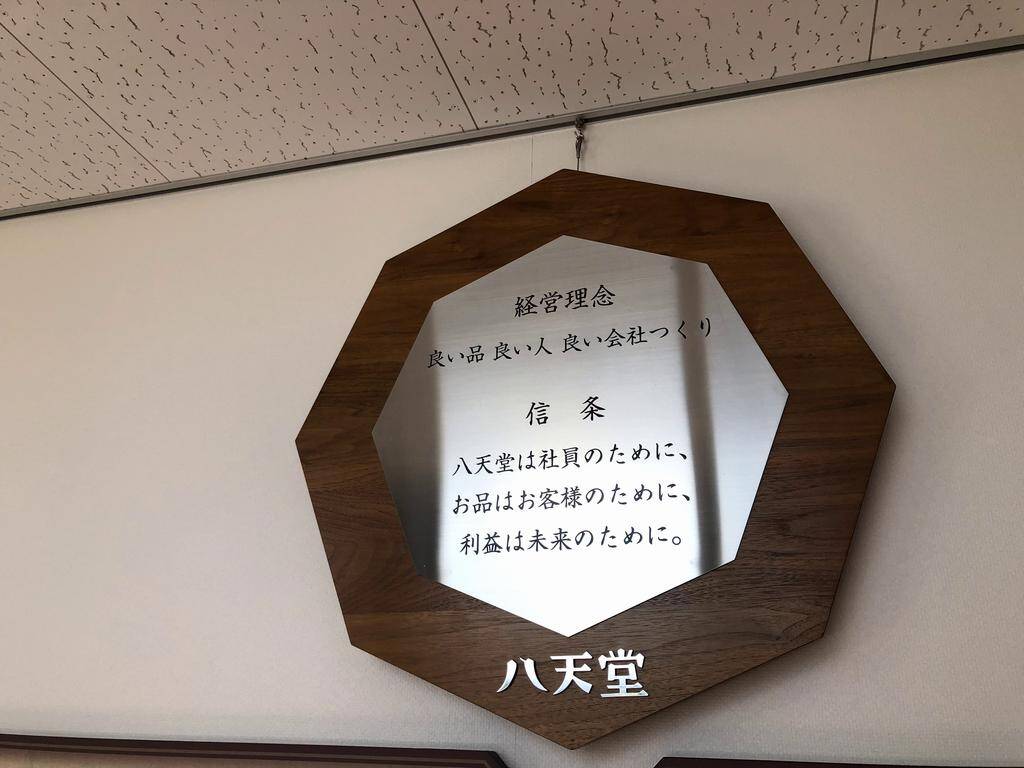 経営理念
良い品 良い人 良い会社つくり
信 条
八天堂は社員のために、
お品はお客様のために、
利益は未来のために。
八天堂